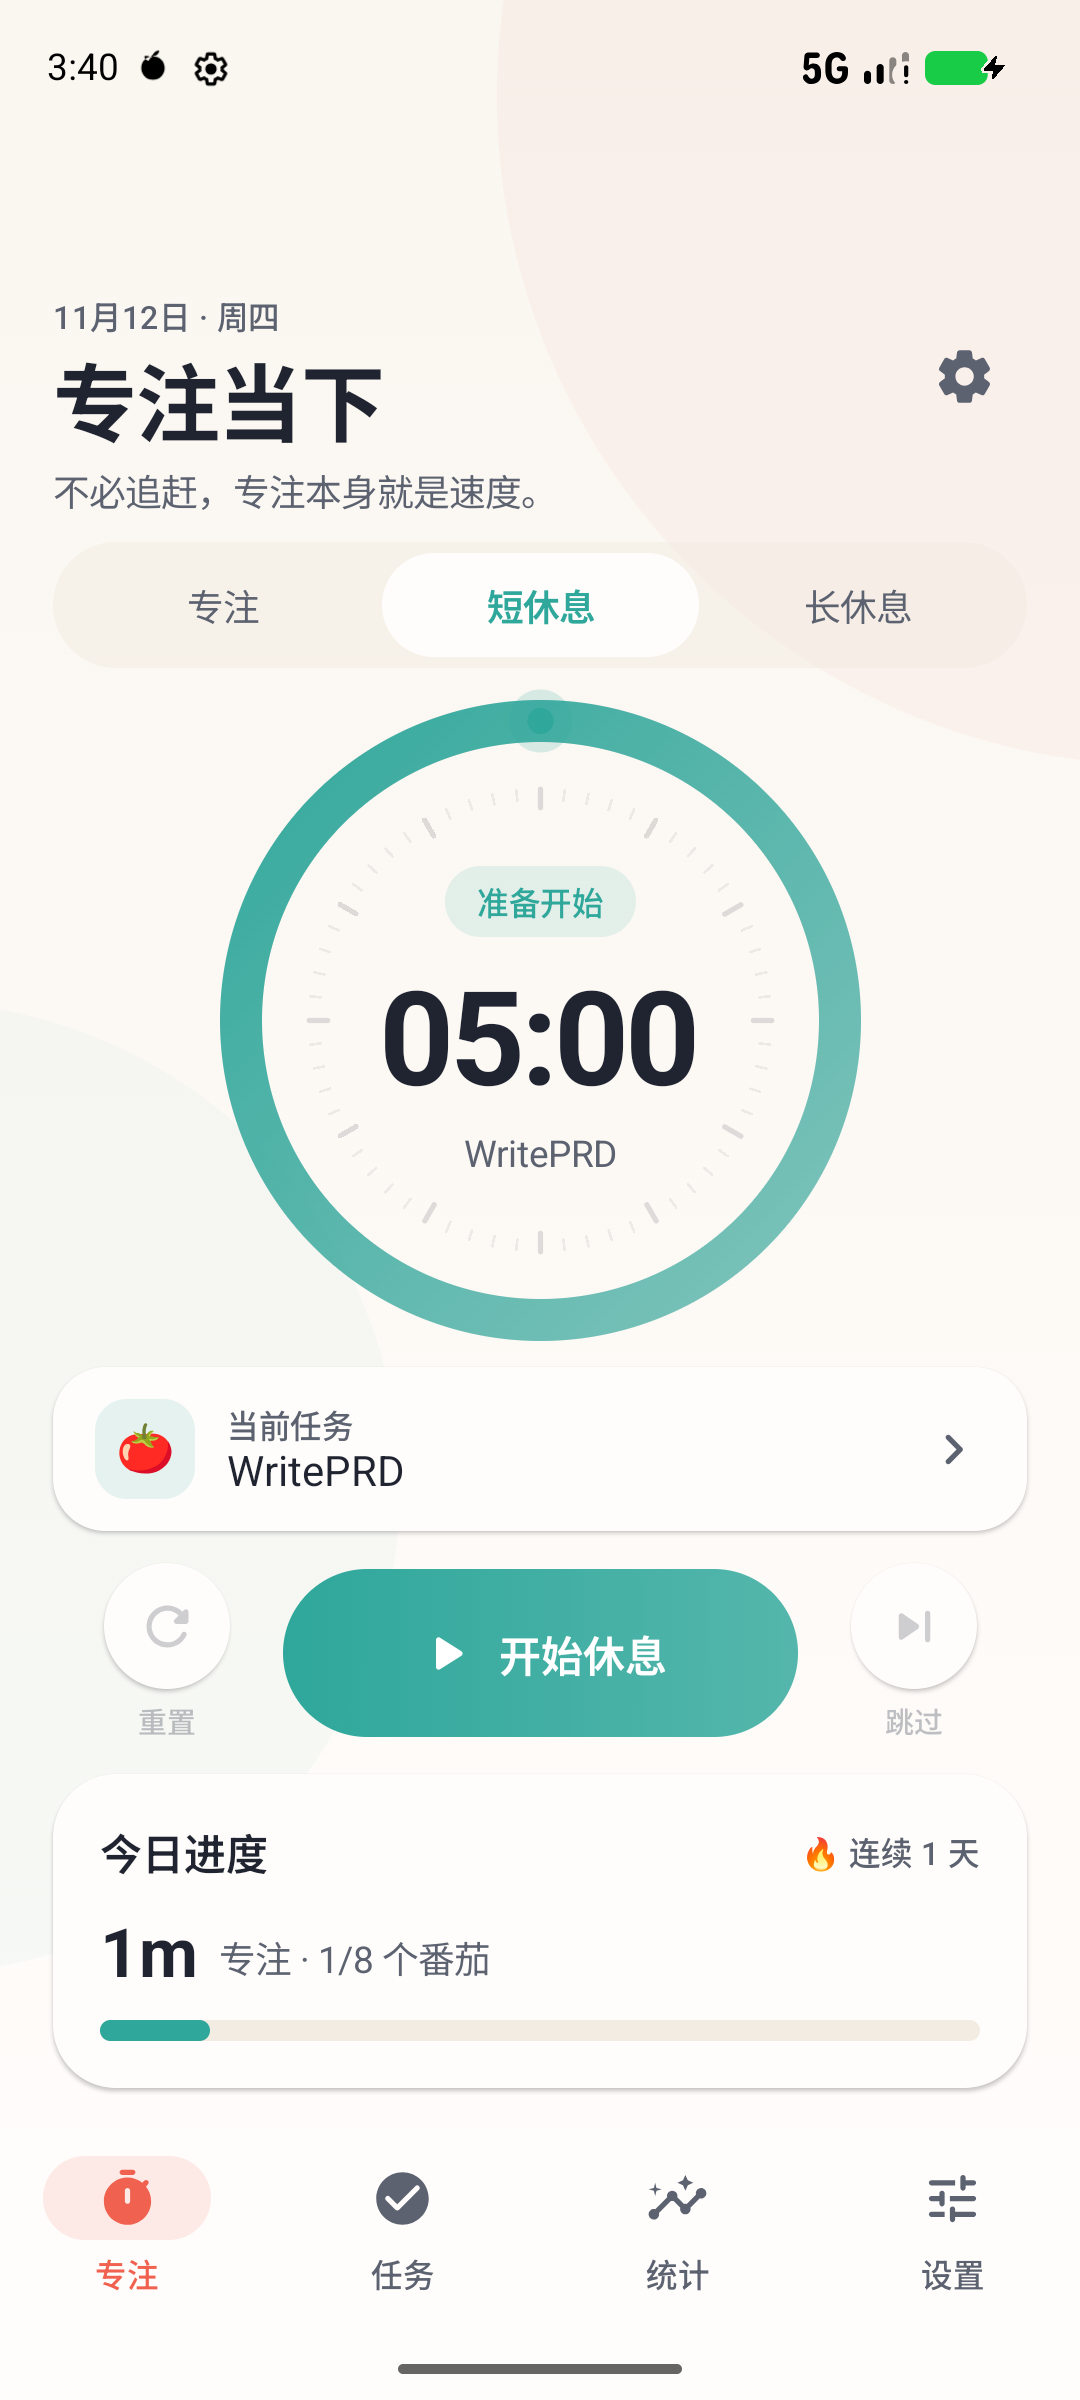 3:40
5G
11月12日 · 周四
专注当下
不必追赶，专注本身就是速度。
专注 短休息 长休息
准备开始
05:00
WritePRD
当前任务
WritePRD
开始休息
重置 跳过
今日进度 连续 1 天
1m 专注 · 1/8 个番茄
专注 任务 统计 设置